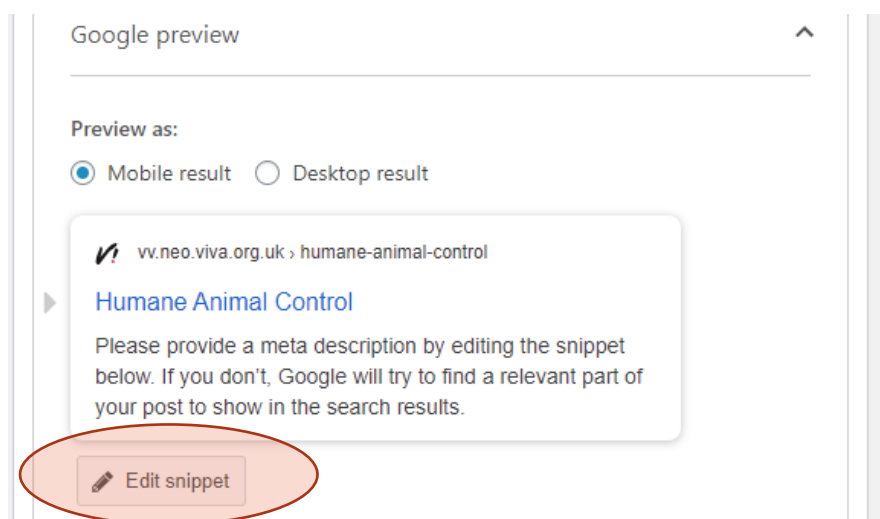 Google preview
Preview as:
Mobile result Desktop result
V! vv.neo.viva.org.uk › humane-animal-control
Humane Animal Control
Please provide a meta description by editing the snippet
below. If you don’t, Google will try to find a relevant part of
your post to show in the search results.
Edit snippet